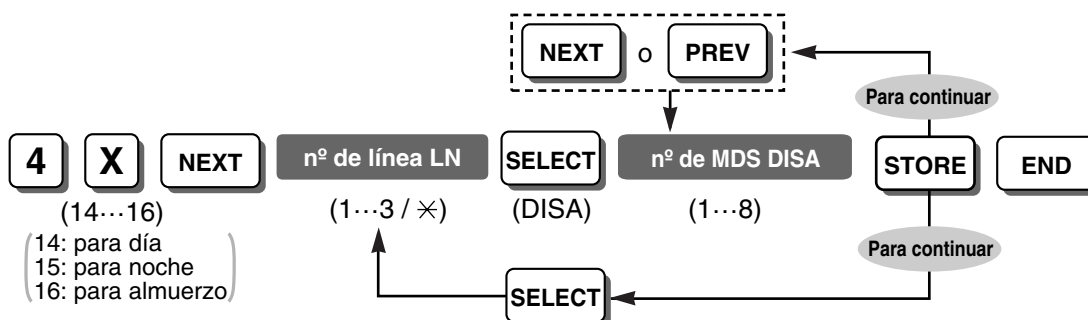 NEXT o PREV
Para continuar
4 X NEXT nº de línea LN SELECT nº de MDS DISA STORE END
(14···16) (1···3 / ✳) (DISA) (1···8)
14: para día
15: para noche
16: para almuerzo
Para continuar
SELECT